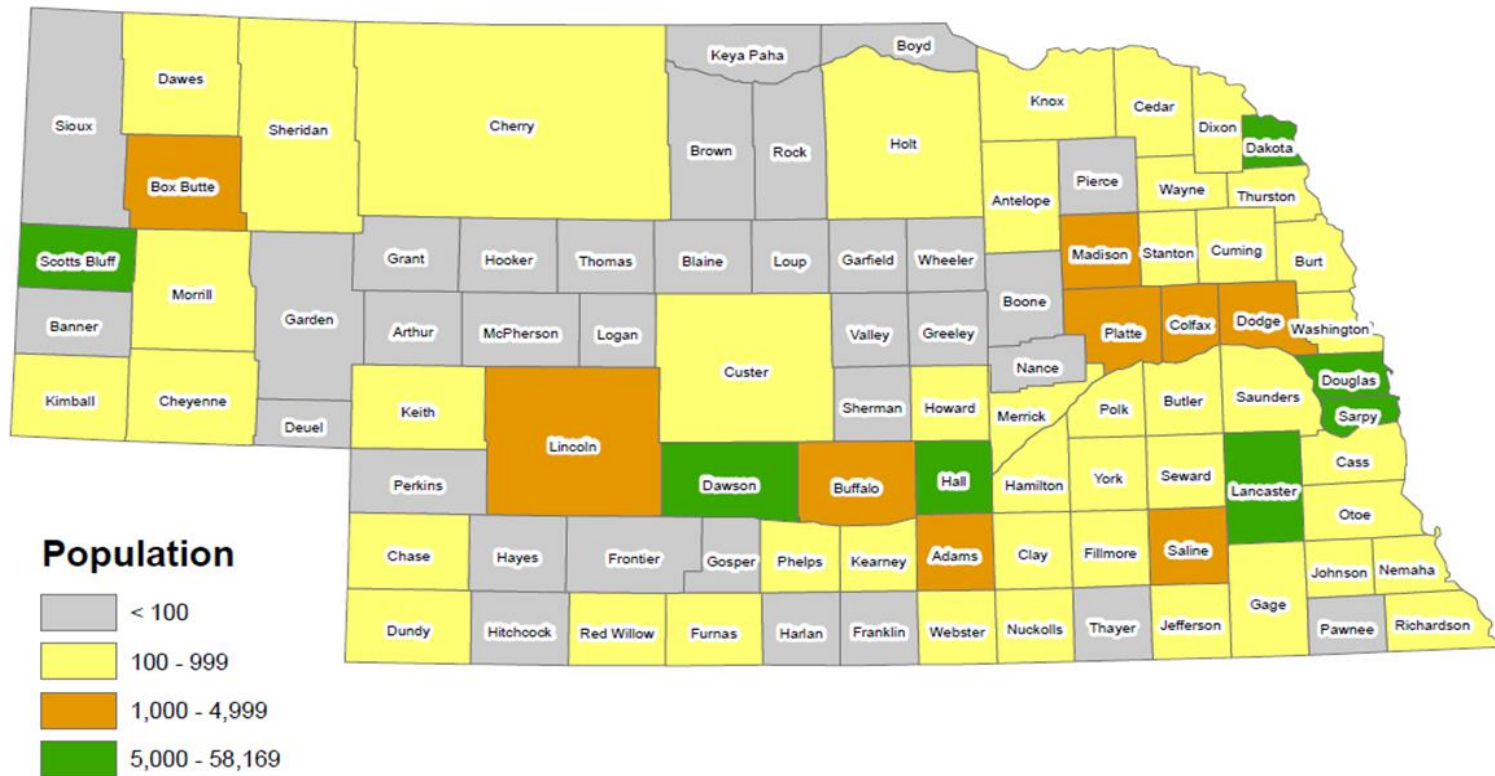 Keya Paha
Boyd
Dawes
Knox
Cedar
Sioux
Sheridan
Cherry
Dixon
Brown
Rock
Holt
Dakota
Box Butte
Pierce
Wayne
Thurston
Antelope
Scotts Bluff
Grant
Hooker
Thomas
Blaine
Loup
Garfield
Wheeler
Madison
Stanton
Cuming
Burt
Morrill
Garden
Boone
Banner
Arthur
McPherson
Logan
Valley
Greeley
Platte
Colfax
Dodge
Washington
Custer
Nance
Kimball
Cheyenne
Keith
Sherman
Howard
Merrick
Polk
Butler
Saunders
Douglas
Sarpy
Deuel
Lincoln
Cass
Perkins
Dawson
Buffalo
Hall
Hamilton
York
Seward
Lancaster
Otoe
Chase
Hayes
Frontier
Gosper
Phelps
Kearney
Adams
Clay
Fillmore
Saline
Johnson
Nemaha
Gage
Dundy
Hitchcock
Red Willow
Furnas
Harlan
Franklin
Webster
Nuckolls
Thayer
Jefferson
Pawnee
Richardson
Population
< 100
100 - 999
1,000 - 4,999
5,000 - 58,169